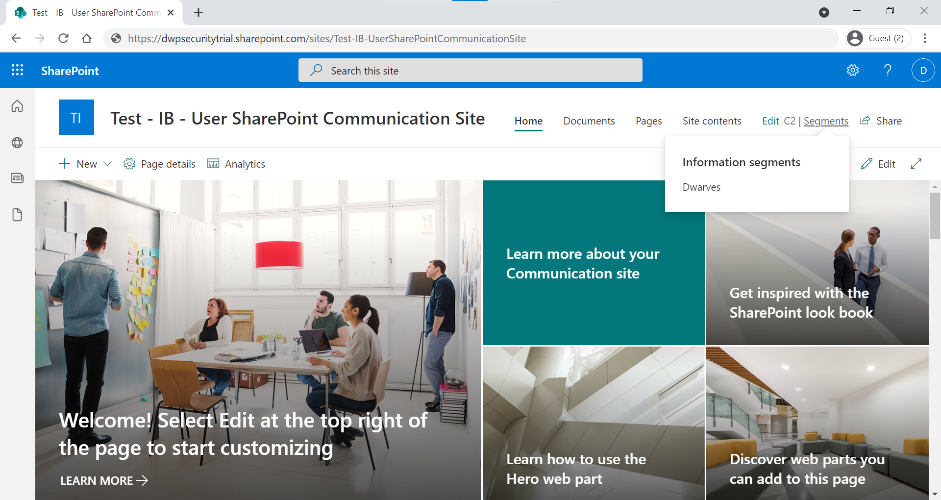 Test - IB - User SharePoint Comm
https://dwpsecuritytrial.sharepoint.com/sites/Test-IB-UserSharePointCommunicationSite
Guest (2)
SharePoint
Search this site
?
D
TI
Test - IB - User SharePoint Communication Site
Home
Documents
Pages
Site contents
Edit
C2 | Segments
Share
Information segments
Dwarves
New
Page details
Analytics
Edit
Welcome! Select Edit at the top right of
the page to start customizing
LEARN MORE
Learn more about your
Communication site
Get inspired with the
SharePoint look book
Learn how to use the
Hero web part
Discover web parts you
can add to this page